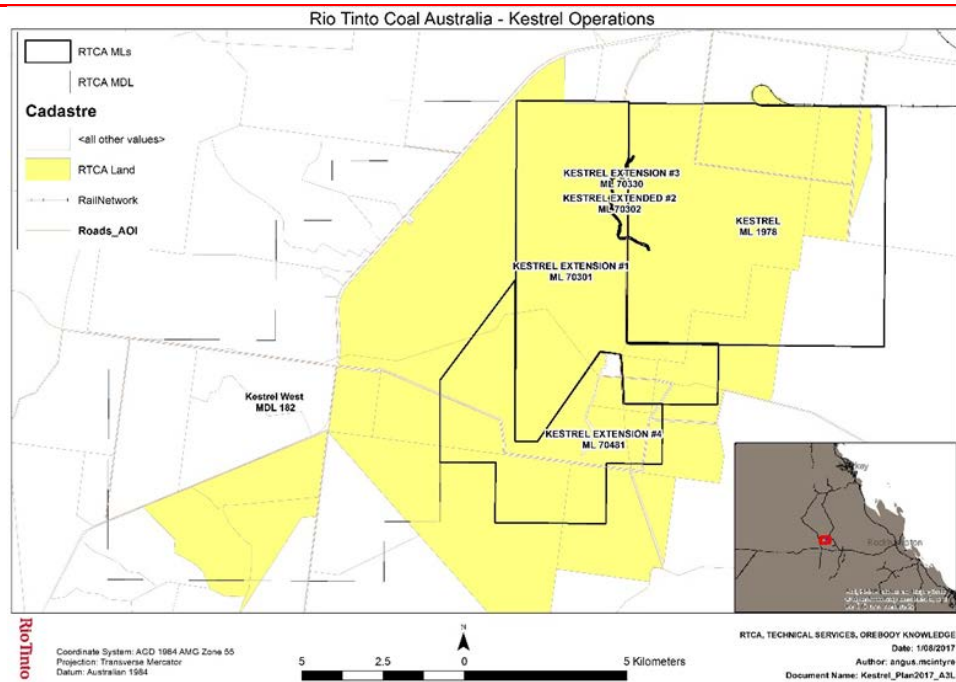 Rio Tinto Coal Australia - Kestrel Operations
RTCA MLs
RTCA MDL
Cadastre
<all other values>
RTCA Land
RailNetwork
Roads_AOI
KESTREL EXTENSION #3
ML 70330
KESTREL EXTENDED #2
ML 70302
KESTREL
ML 1978
KESTREL EXTENSION #1
ML 70301
Kestrel West
MDL 182
KESTREL EXTENSION #4
ML 70481
RioTinto
Coordinate System: AGD 1984 AMG Zone 55
Projection: Transverse Mercator
Datum: Australian 1984
N
5 2.5 0 5 Kilometers
RTCA, TECHNICAL SERVICES, OREBODY KNOWLEDGE
Date: 1/08/2017
Author: angus.mcintyre
Document Name: Kestrel_Plan2017_A3L